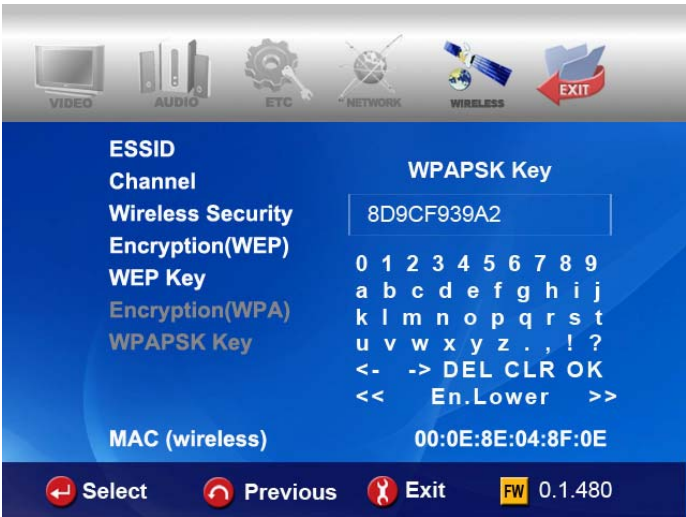 VIDEO AUDIO ETC NETWORK WIRELESS EXIT
ESSID
Channel
Wireless Security
Encryption(WEP)
WEP Key
Encryption(WPA)
WPAPSK Key
MAC (wireless)
WPAPSK Key
8D9CF939A2
0 1 2 3 4 5 6 7 8 9
a b c d e f g h i j
k l m n o p q r s t
u v w x y z . , ! ?
<- -> DEL CLR OK
<< En.Lower >>
00:0E:8E:04:8F:0E
Select Previous Exit FW 0.1.480